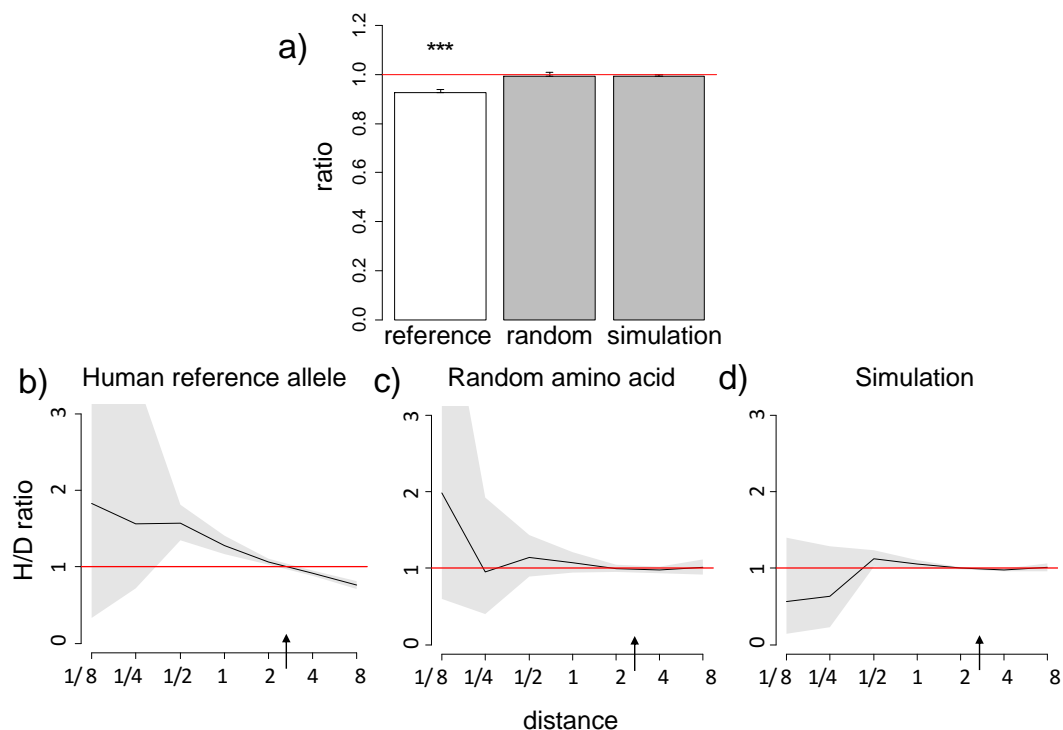 a)
***
ratio
0.0 0.2 0.4 0.6 0.8 1.0 1.2
reference random simulation
b) Human reference allele
H/D ratio
0 1 2 3
1/ 8 1/4 1/2 1 2 4 8
c) Random amino acid
0 1 2 3
1/ 8 1/4 1/2 1 2 4 8
d) Simulation
0 1 2 3
1/ 8 1/4 1/2 1 2 4 8
distance